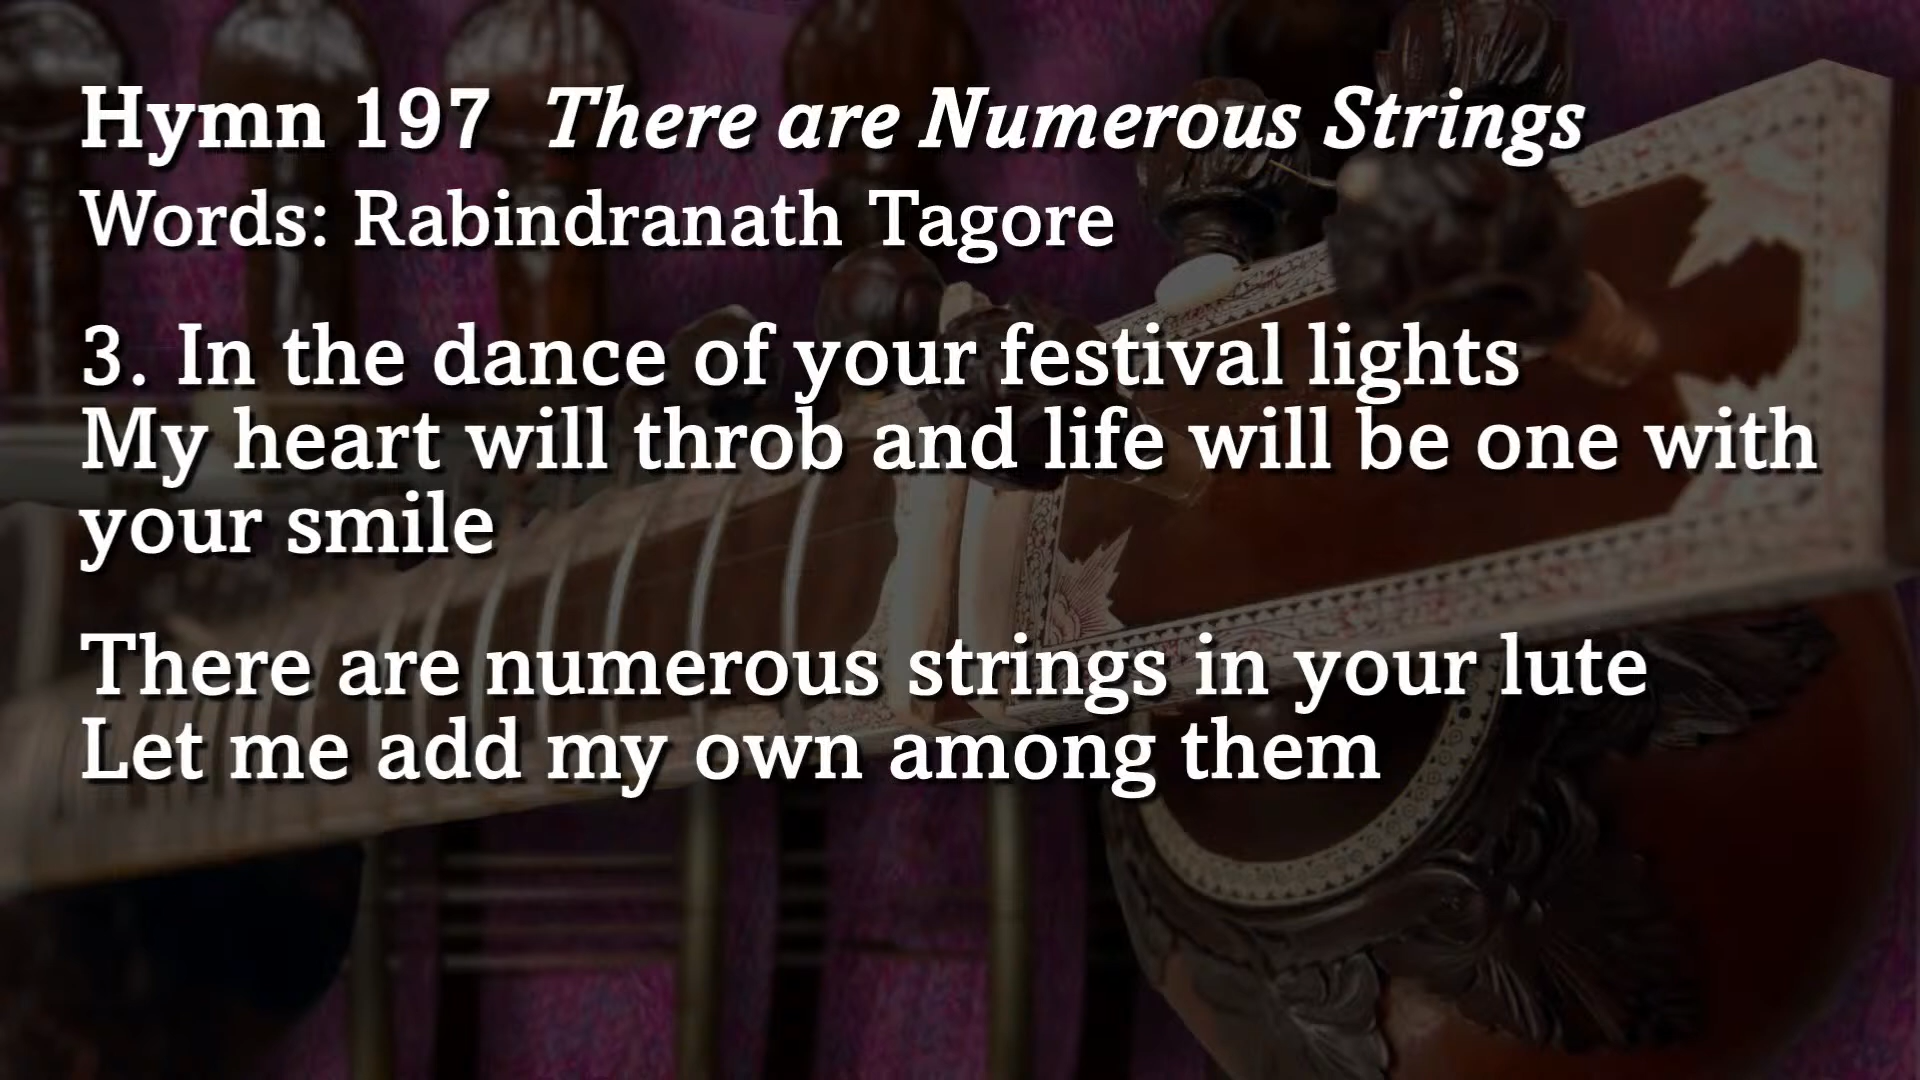 Hymn 197 There are Numerous Strings
Words: Rabindranath Tagore
3. In the dance of your festival lights
My heart will throb and life will be one with
your smile
There are numerous strings in your lute
Let me add my own among them